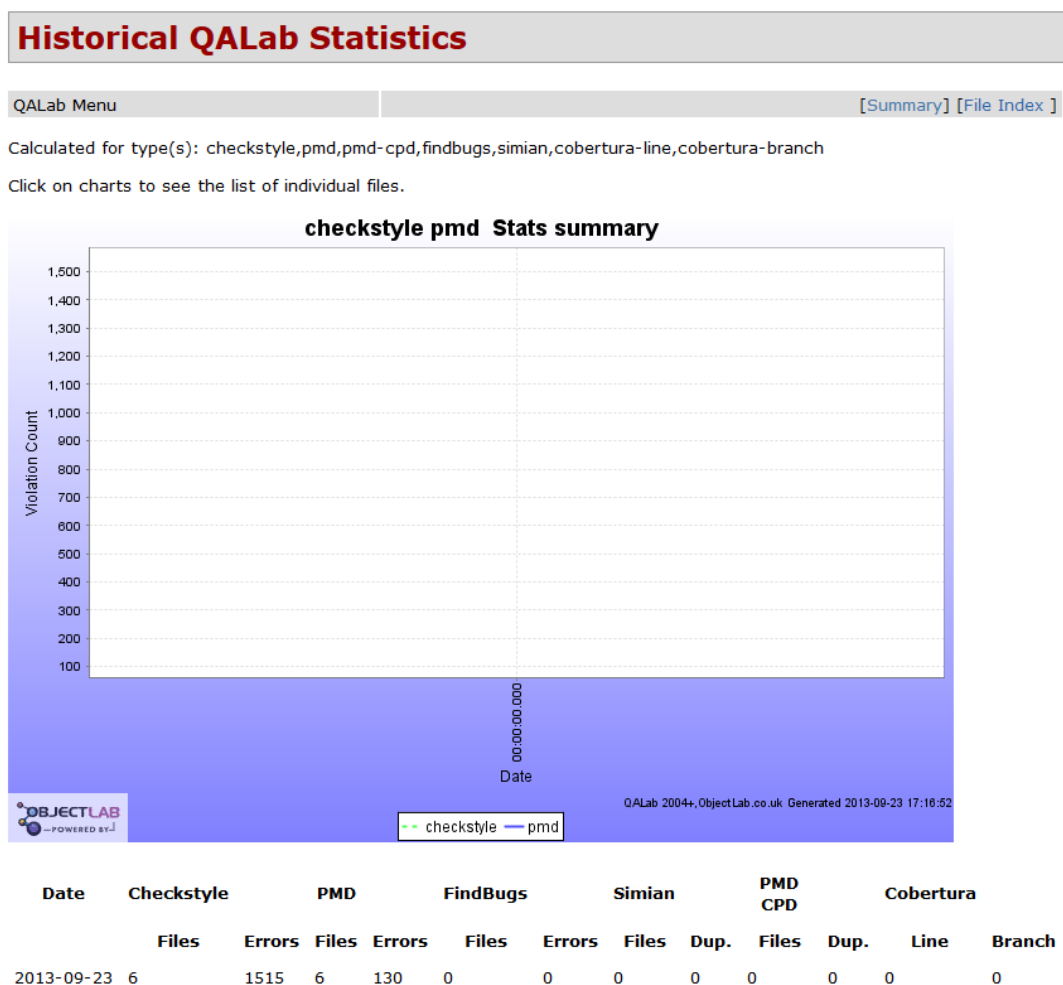 Historical QALab Statistics
QALab Menu [Summary] [File Index ]
Calculated for type(s): checkstyle,pmd,pmd-cpd,findbugs,simian,cobertura-line,cobertura-branch
Click on charts to see the list of individual files.
checkstyle pmd  Stats summary
1,500
1,400
1,300
1,200
1,100
1,000
900
800
700
600
500
400
300
200
100
Violation Count
00:00:00.000
Date
QALab 2004+, ObjectLab.co.uk Generated 2013-09-23 17:16:52
OBJECTLAB
POWERED BY
checkstyle pmd
Date Checkstyle PMD FindBugs Simian PMD CPD Cobertura
Files Errors Files Errors Files Errors Files Dup. Files Dup. Line Branch
2013-09-23 6 1515 6 130 0 0 0 0 0 0 0 0